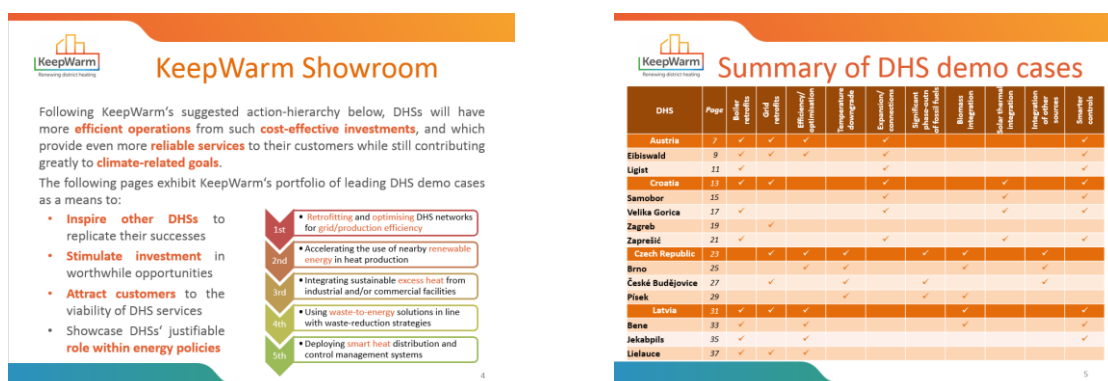 KeepWarm
Renewing district heating
KeepWarm Showroom
Following KeepWarm's suggested action-hierarchy below, DHSs will have
more efficient operations from such cost-effective investments, and which
provide even more reliable services to their customers while still contributing
greatly to climate-related goals.
The following pages exhibit KeepWarm's portfolio of leading DHS demo cases
as a means to:
• Inspire other DHSs to
replicate their successes
• Stimulate investment in
worthwhile opportunities
• Attract customers to the
viability of DHS services
• Showcase DHSs' justifiable
role within energy policies
1st
• Retrofitting and optimising DHS networks
for grid/production efficiency
2nd
• Accelerating the use of nearby renewable
energy in heat production
3rd
• Integrating sustainable excess heat from
industrial and/or commercial facilities
4th
• Using waste-to-energy solutions in line
with waste-reduction strategies
5th
• Deploying smart heat distribution and
control management systems
4
KeepWarm
Renewing district heating
Summary of DHS demo cases
DHS Page Boiler retrofits Grid retrofits Efficiency/ optimisation Temperature downgrade Expansion/ connections Significant phase-outs of fossil fuels Biomass integration Solar thermal integration Integration of other sources Smarter controls
Austria 7 ✓ ✓ ✓ ✓ ✓
Eibiswald 9 ✓ ✓ ✓ ✓ ✓
Ligist 11 ✓ ✓ ✓
Croatia 13 ✓ ✓ ✓ ✓ ✓
Samobor 15 ✓ ✓ ✓
Velika Gorica 17 ✓ ✓ ✓ ✓
Zagreb 19 ✓
Zaprešić 21 ✓ ✓ ✓ ✓
Czech Republic 23 ✓ ✓ ✓ ✓ ✓ ✓
Brno 25 ✓ ✓ ✓ ✓
České Budějovice 27 ✓ ✓ ✓ ✓
Písek 29 ✓ ✓ ✓
Latvia 31 ✓ ✓ ✓ ✓ ✓
Bene 33 ✓ ✓ ✓ ✓
Jekabpils 35 ✓ ✓ ✓
Lielauce 37 ✓ ✓ ✓
5